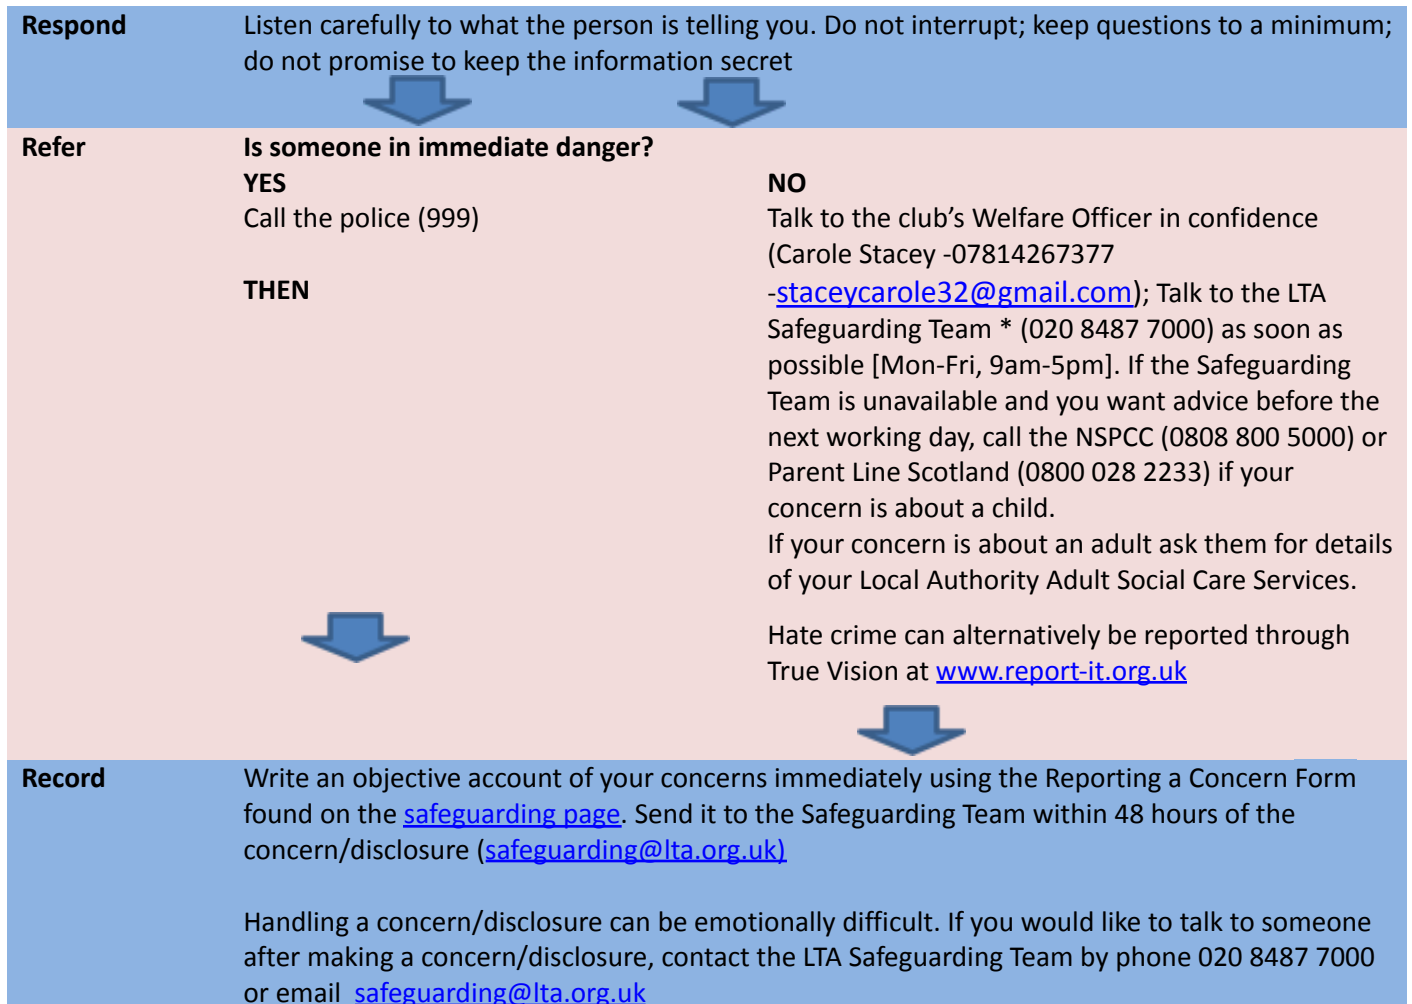 Respond
Listen carefully to what the person is telling you. Do not interrupt; keep questions to a minimum;
do not promise to keep the information secret
Refer
Is someone in immediate danger?
YES
Call the police (999)
THEN
NO
Talk to the club’s Welfare Officer in confidence
(Carole Stacey -07814267377
-staceycarole32@gmail.com); Talk to the LTA
Safeguarding Team * (020 8487 7000) as soon as
possible [Mon-Fri, 9am-5pm]. If the Safeguarding
Team is unavailable and you want advice before the
next working day, call the NSPCC (0808 800 5000) or
Parent Line Scotland (0800 028 2233) if your
concern is about a child.
If your concern is about an adult ask them for details
of your Local Authority Adult Social Care Services.
Hate crime can alternatively be reported through
True Vision at www.report-it.org.uk
Record
Write an objective account of your concerns immediately using the Reporting a Concern Form
found on the safeguarding page. Send it to the Safeguarding Team within 48 hours of the
concern/disclosure (safeguarding@lta.org.uk)
Handling a concern/disclosure can be emotionally difficult. If you would like to talk to someone
after making a concern/disclosure, contact the LTA Safeguarding Team by phone 020 8487 7000
or email safeguarding@lta.org.uk